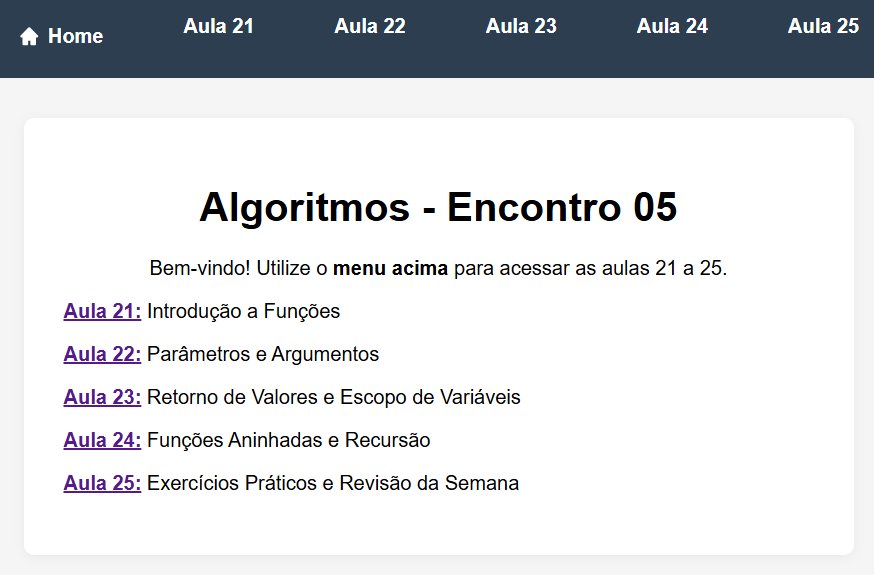 Home Aula 21 Aula 22 Aula 23 Aula 24 Aula 25
Algoritmos - Encontro 05
Bem-vindo! Utilize o menu acima para acessar as aulas 21 a 25.
Aula 21: Introdução a Funções
Aula 22: Parâmetros e Argumentos
Aula 23: Retorno de Valores e Escopo de Variáveis
Aula 24: Funções Aninhadas e Recursão
Aula 25: Exercícios Práticos e Revisão da Semana